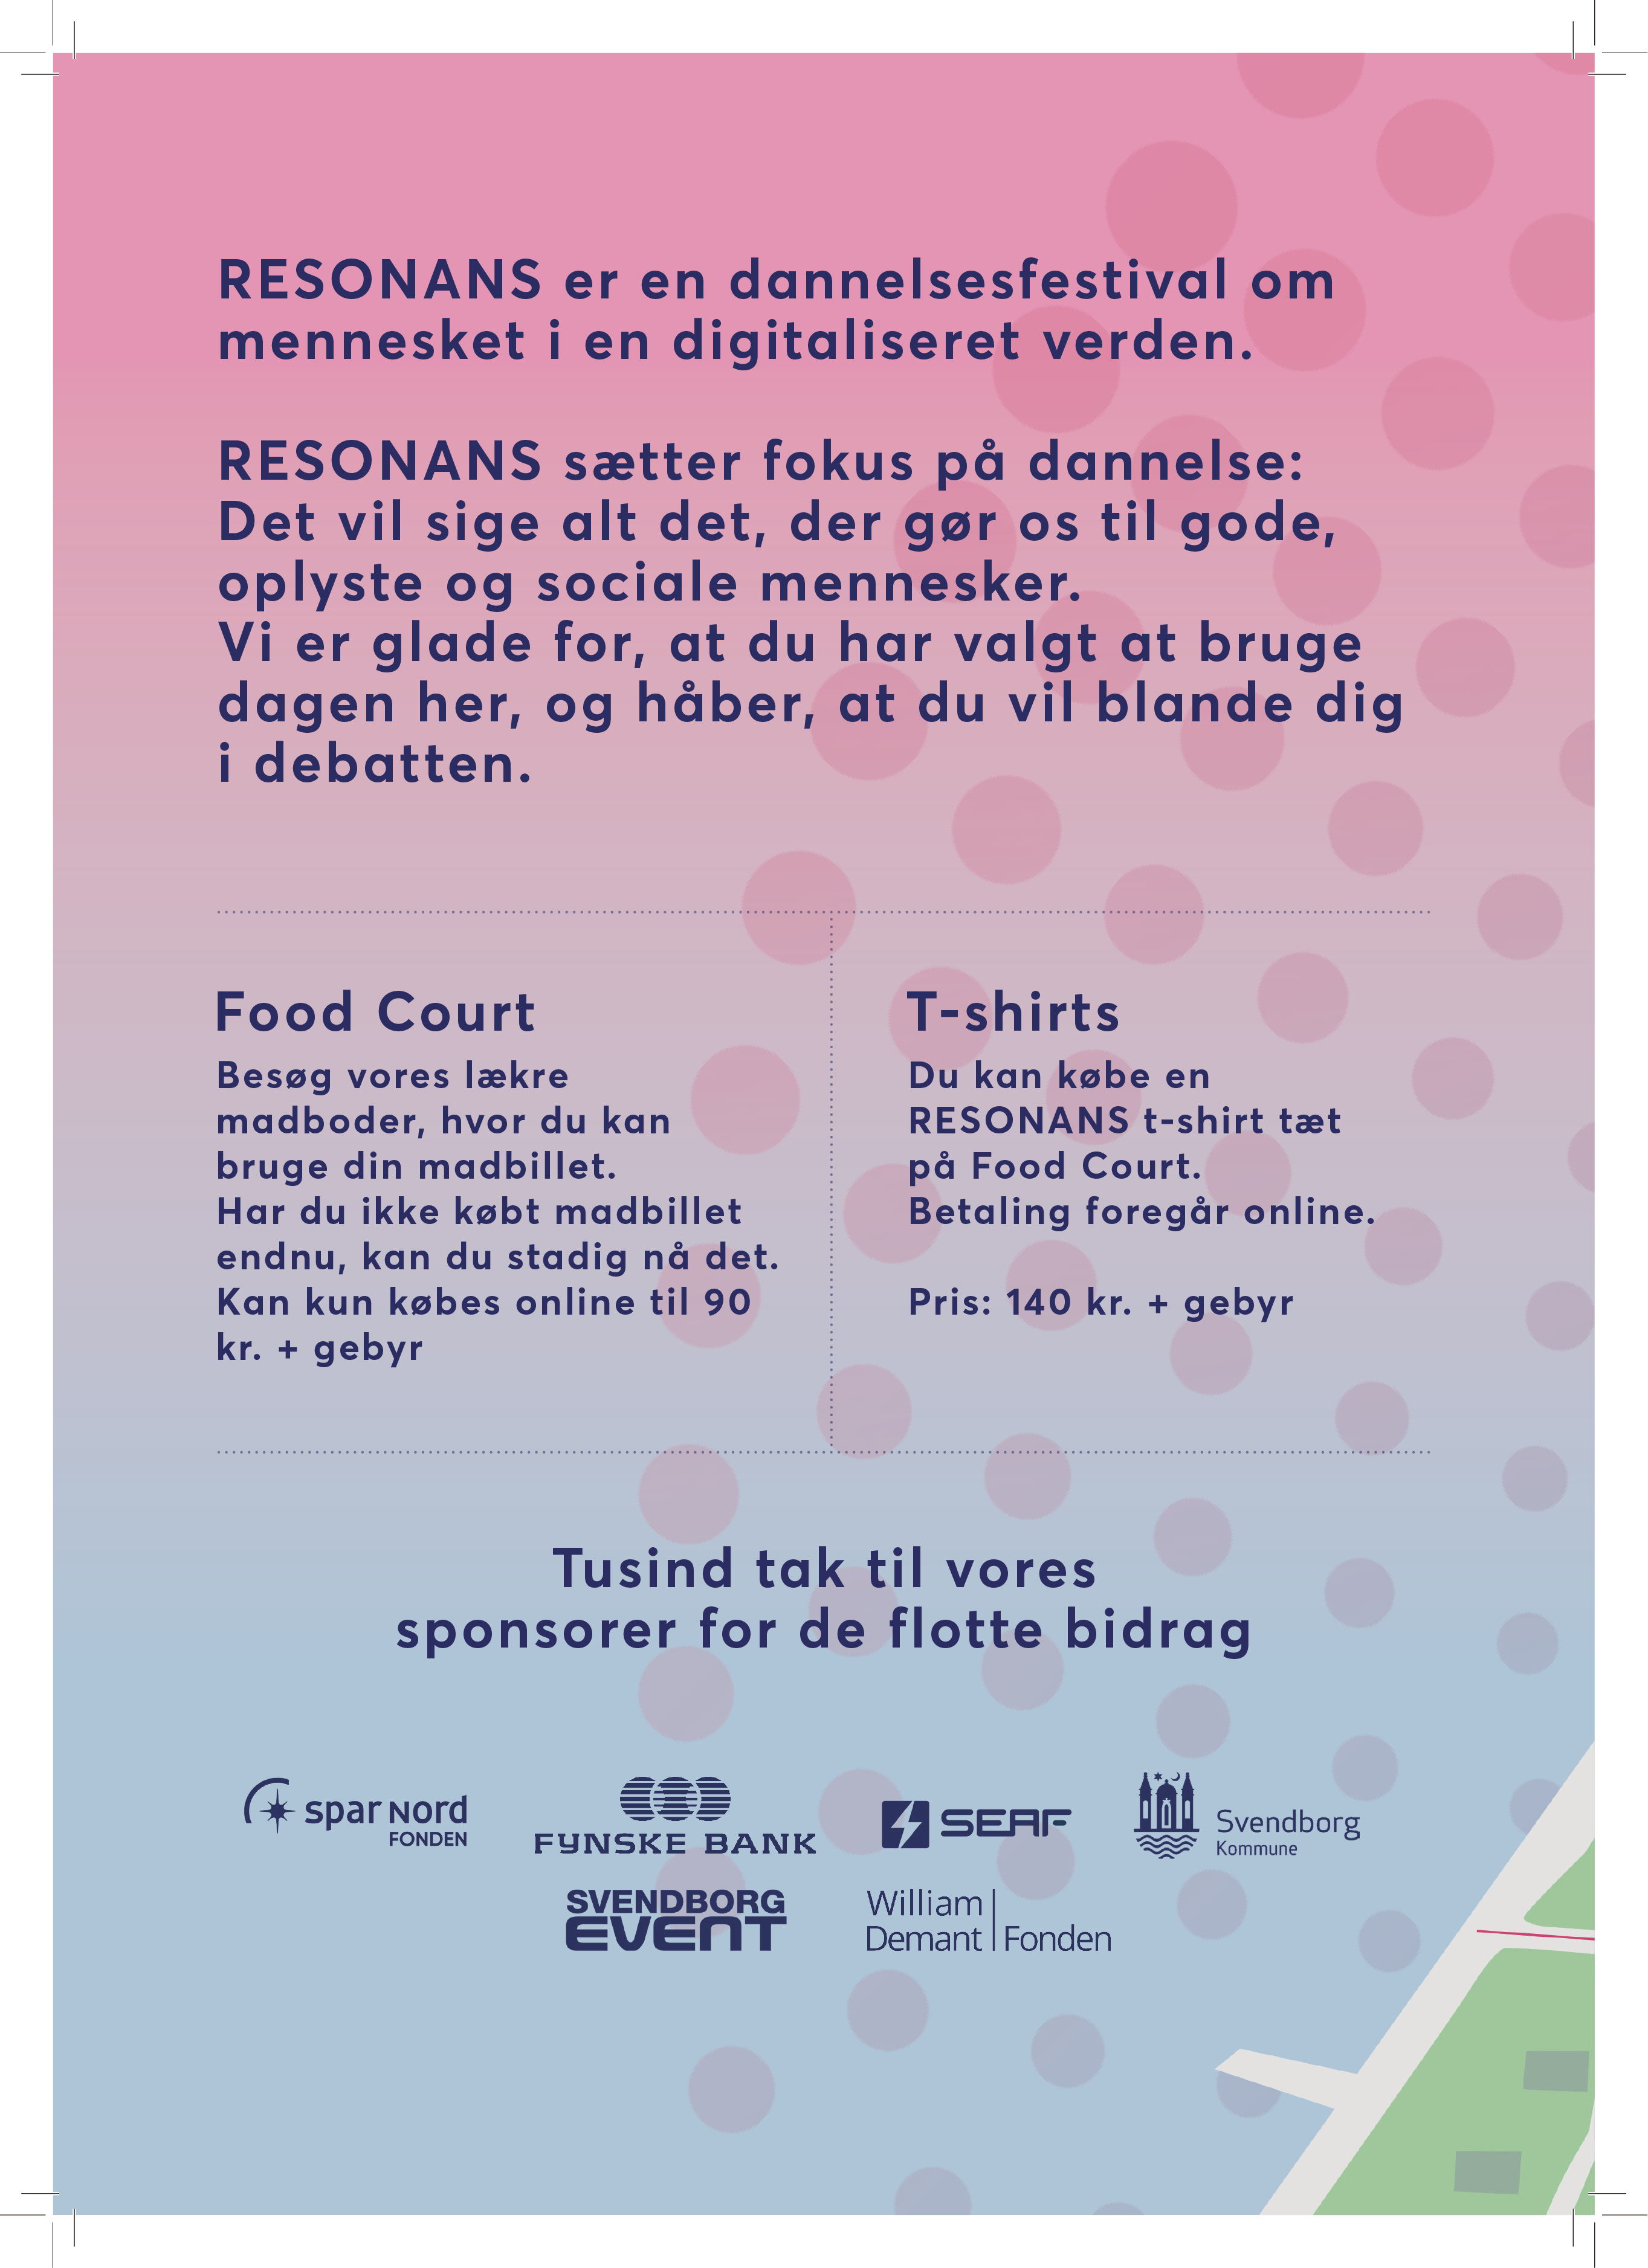 RESONANS er en dannelsesfestival om
mennesket i en digitaliseret verden.
RESONANS sætter fokus på dannelse:
Det vil sige alt det, der gør os til gode,
oplyste og sociale mennesker.
Vi er glade for, at du har valgt at bruge
dagen her, og håber, at du vil blande dig
i debatten.
Food Court
Besøg vores lækre
madboder, hvor du kan
bruge din madbillet.
Har du ikke købt madbillet
endnu, kan du stadig nå det.
Kan kun købes online til 90
kr. + gebyr
T-shirts
Du kan købe en
RESONANS t-shirt tæt
på Food Court.
Betaling foregår online.
Pris: 140 kr. + gebyr
Tusind tak til vores
sponsorer for de flotte bidrag
spar nord
FONDEN
FYNSKE BANK
SEAF
Svendborg
Kommune
SVENDBORG
EVENT
William
Demant Fonden